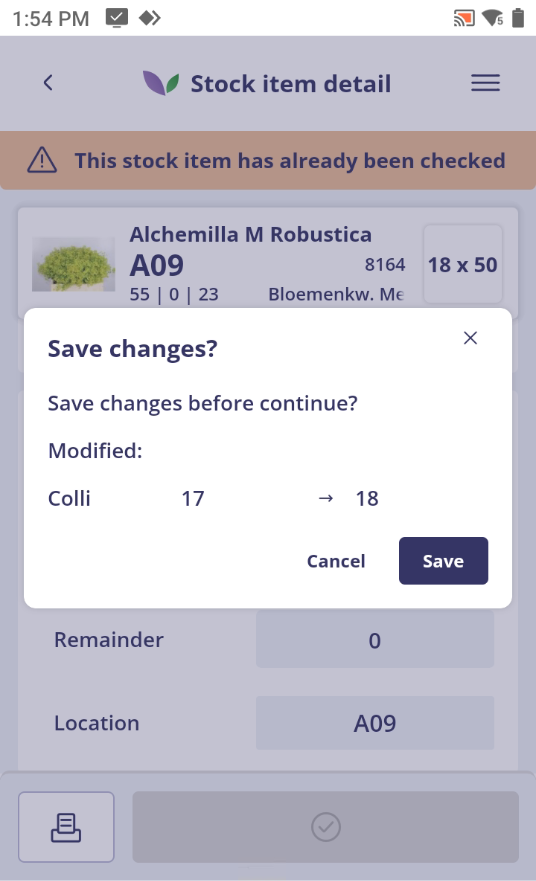 1:54 PM
5
Stock item detail
This stock item has already been checked
Alchemilla M Robustica
A09
8164
18 x 50
55 | 0 | 23
Bloemenkw. Me
Save changes?
Save changes before continue?
Modified:
Colli 17 → 18
Cancel
Save
Remainder 0
Location A09